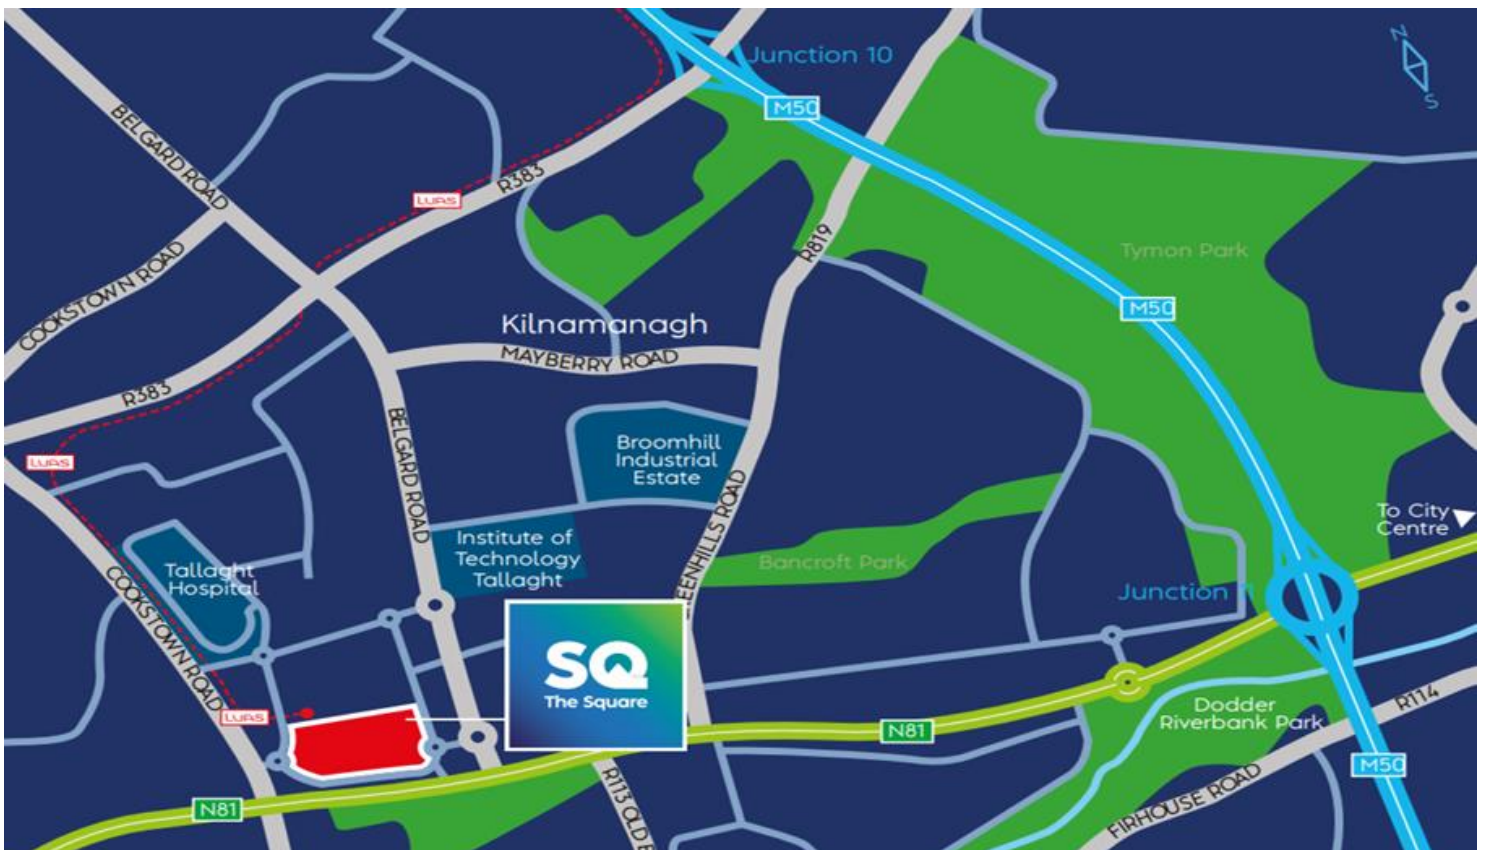 N
S
Junction 10
M50
BELGARD ROAD
R383
LUAS
R819
COOKSTOWN ROAD
Tymon Park
M50
Kilnamanagh
MAYBERRY ROAD
R383
BELGARD ROAD
Broomhill
Industrial
Estate
LUAS
To City
Centre
Institute of
Technology
Tallaght
Bancroft Park
Tallaght
Hospital
ROAD
Junction
COOKSTOWN ROAD
SQ
The Square
LUAS
Dodder
Riverbank Park
R114
N81
M50
FIRHOUSE ROAD
N81
R113 OLD